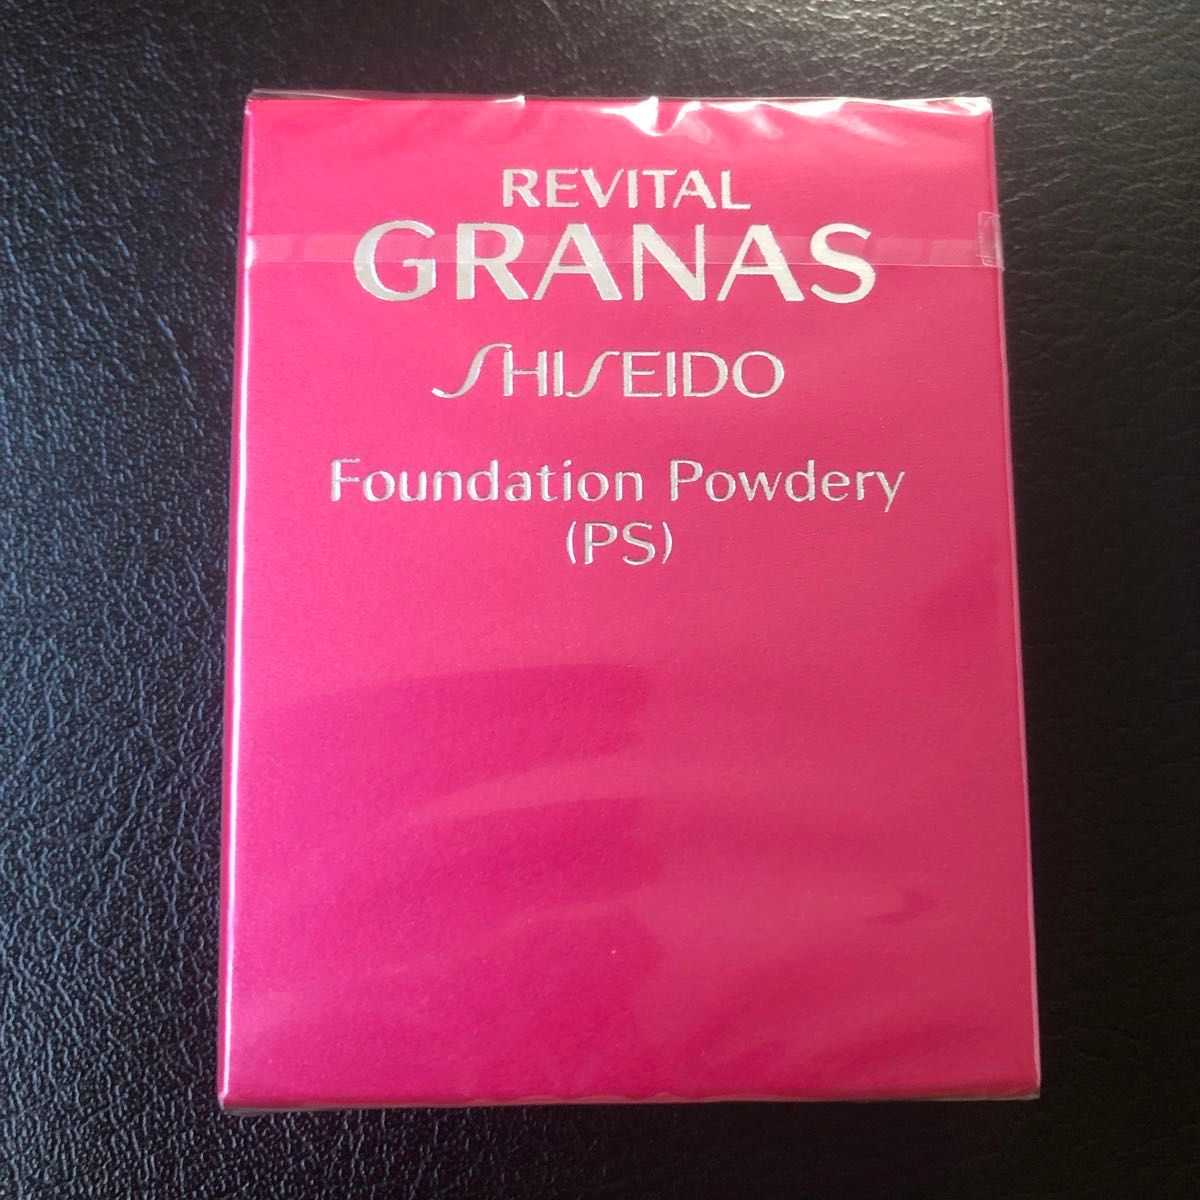 REVITAL
GRANAS
SHISEIDO
Foundation Powdery
(PS)